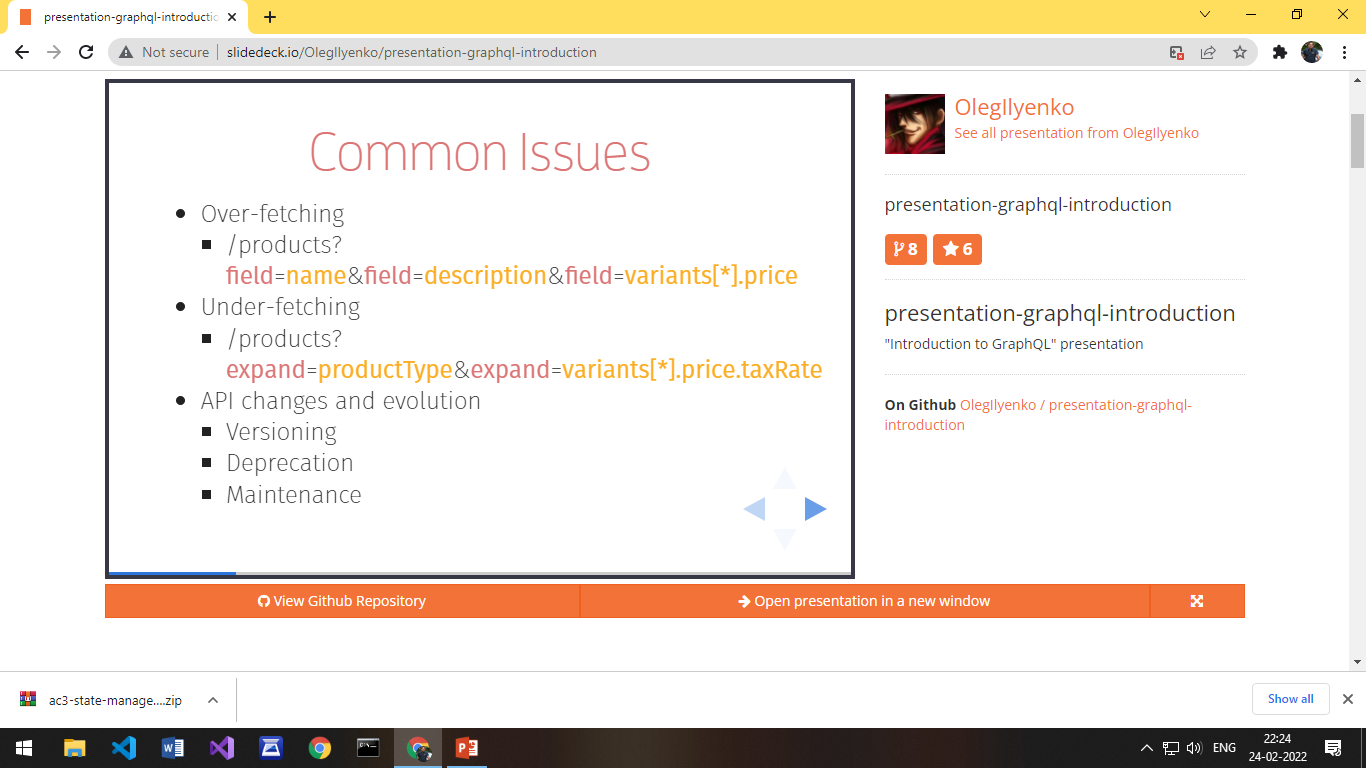 presentation-graphql-introductic
Not secure
slidedeck.io/OlegIlyenko/presentation-graphql-introduction
Common Issues
Over-fetching
/products?
field=name&field=description&field=variants[*].price
Under-fetching
/products?
expand=productType&expand=variants[*].price.taxRate
API changes and evolution
Versioning
Deprecation
Maintenance
View Github Repository
Open presentation in a new window
OlegIlyenko
See all presentation from OlegIlyenko
presentation-graphql-introduction
8
6
presentation-graphql-introduction
"Introduction to GraphQL" presentation
On Github OlegIlyenko / presentation-graphql-
introduction
ac3-state-manage....zip
Show all
ENG
22:24
24-02-2022